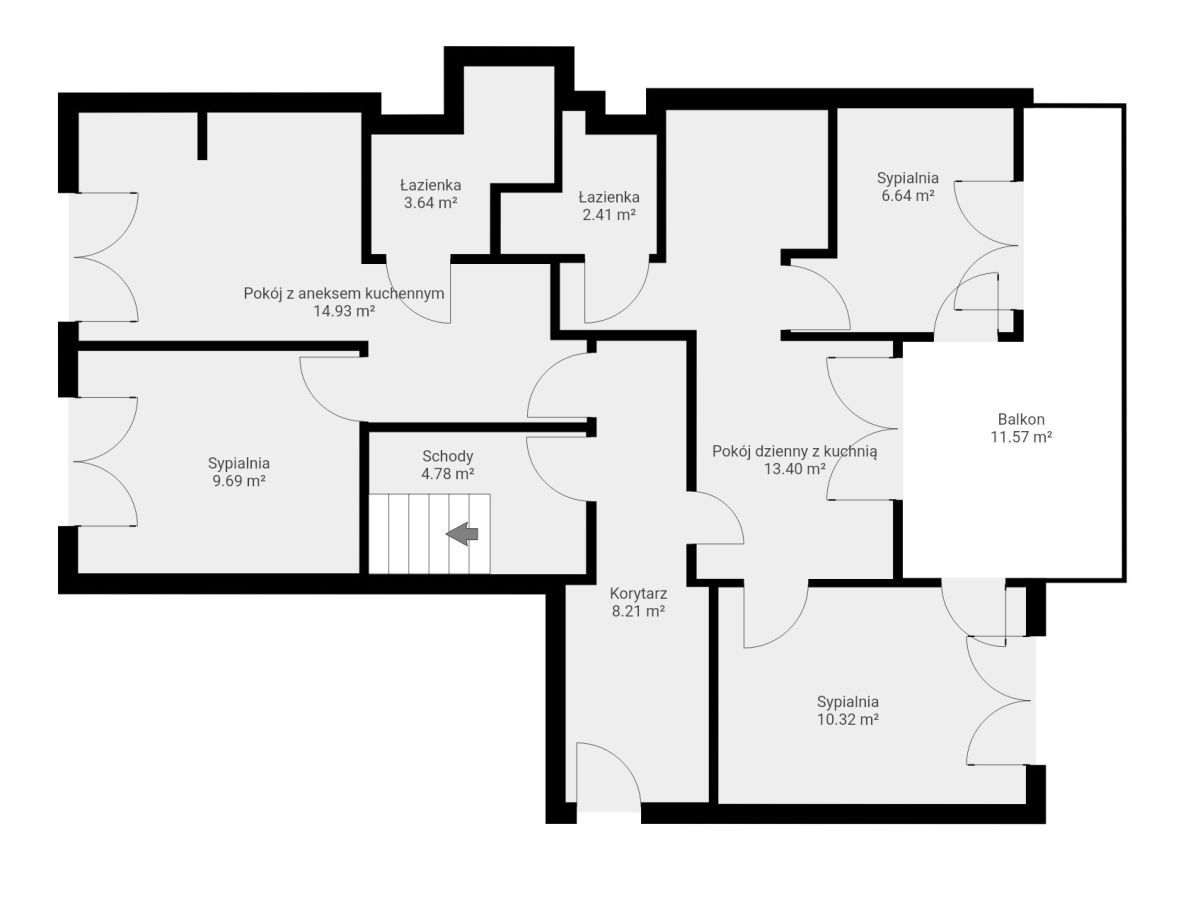 Łazienka
3.64 m²
Łazienka
2.41 m²
Sypialnia
6.64 m²
Pokój z aneksem kuchennym
14.93 m²
Sypialnia
9.69 m²
Schody
4.78 m²
Pokój dzienny z kuchnią
13.40 m²
Balkon
11.57 m²
Korytarz
8.21 m²
Sypialnia
10.32 m²